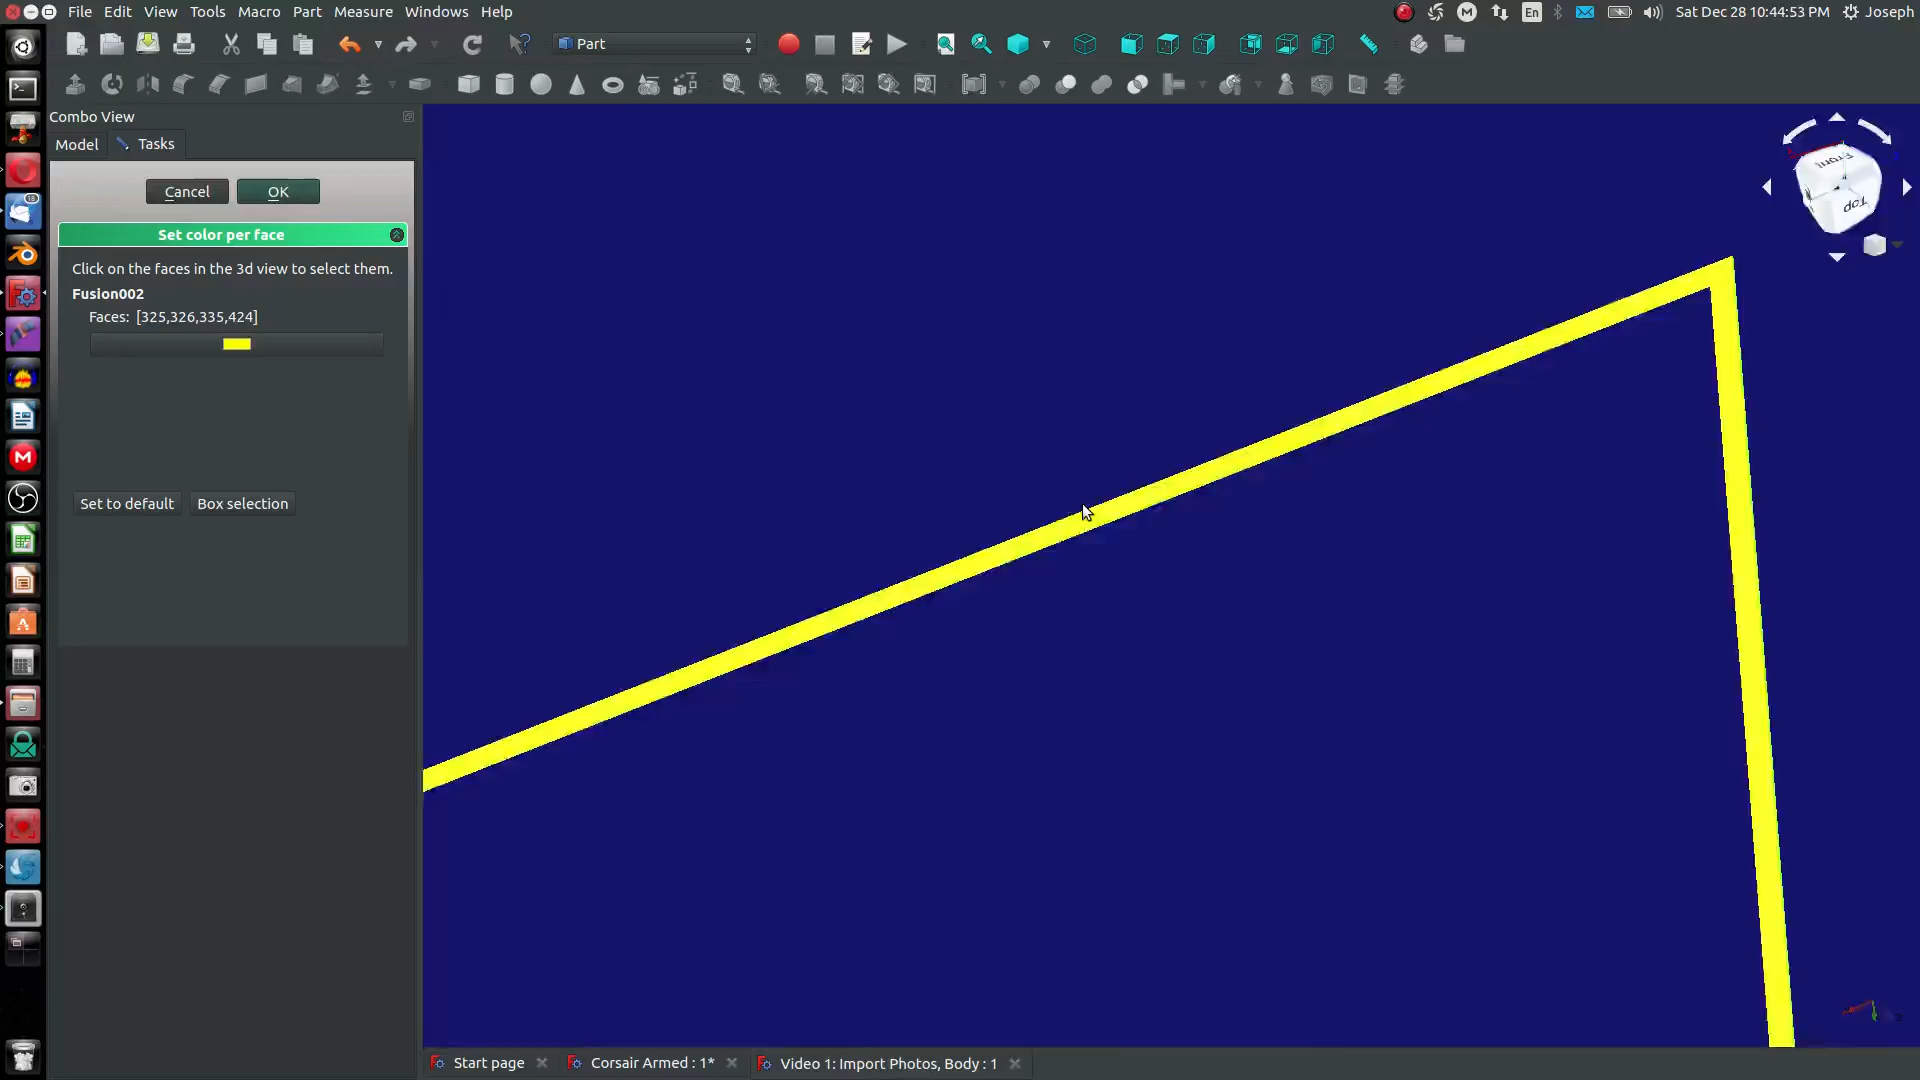 File Edit View Tools Macro Part Measure Windows Help
En Sat Dec 28 10:44:53 PM Joseph
Part
Combo View
Model Tasks
Cancel OK
Set color per face
Click on the faces in the 3d view to select them.
Fusion002
Faces: [325,326,335,424]
Set to default Box selection
Front
Top
Start page Corsair Armed : 1* Video 1: Import Photos, Body : 1